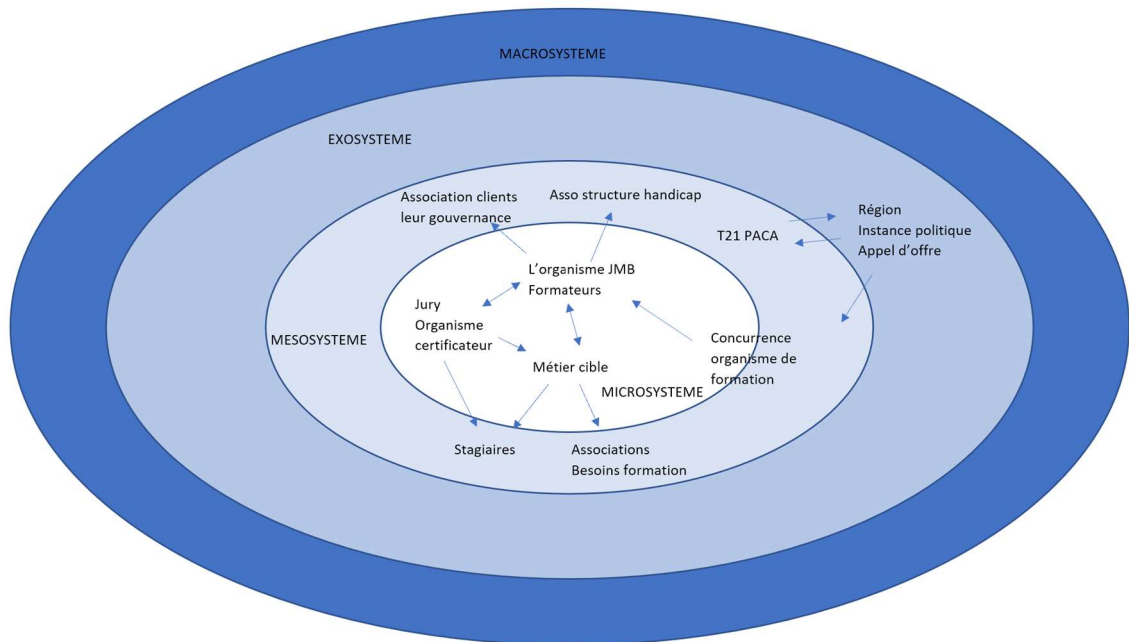 MACROSYSTEME
EXOSYSTEME
Association clients
leur gouvernance
Asso structure handicap
T21 PACA
Région
Instance politique
Appel d’offre
L’organisme JMB
Formateurs
Jury
Organisme
certificateur
MESOSYSTEME
Concurrence
organisme de
formation
Métier cible
MICROSYSTEME
Stagiaires
Associations
Besoins formation